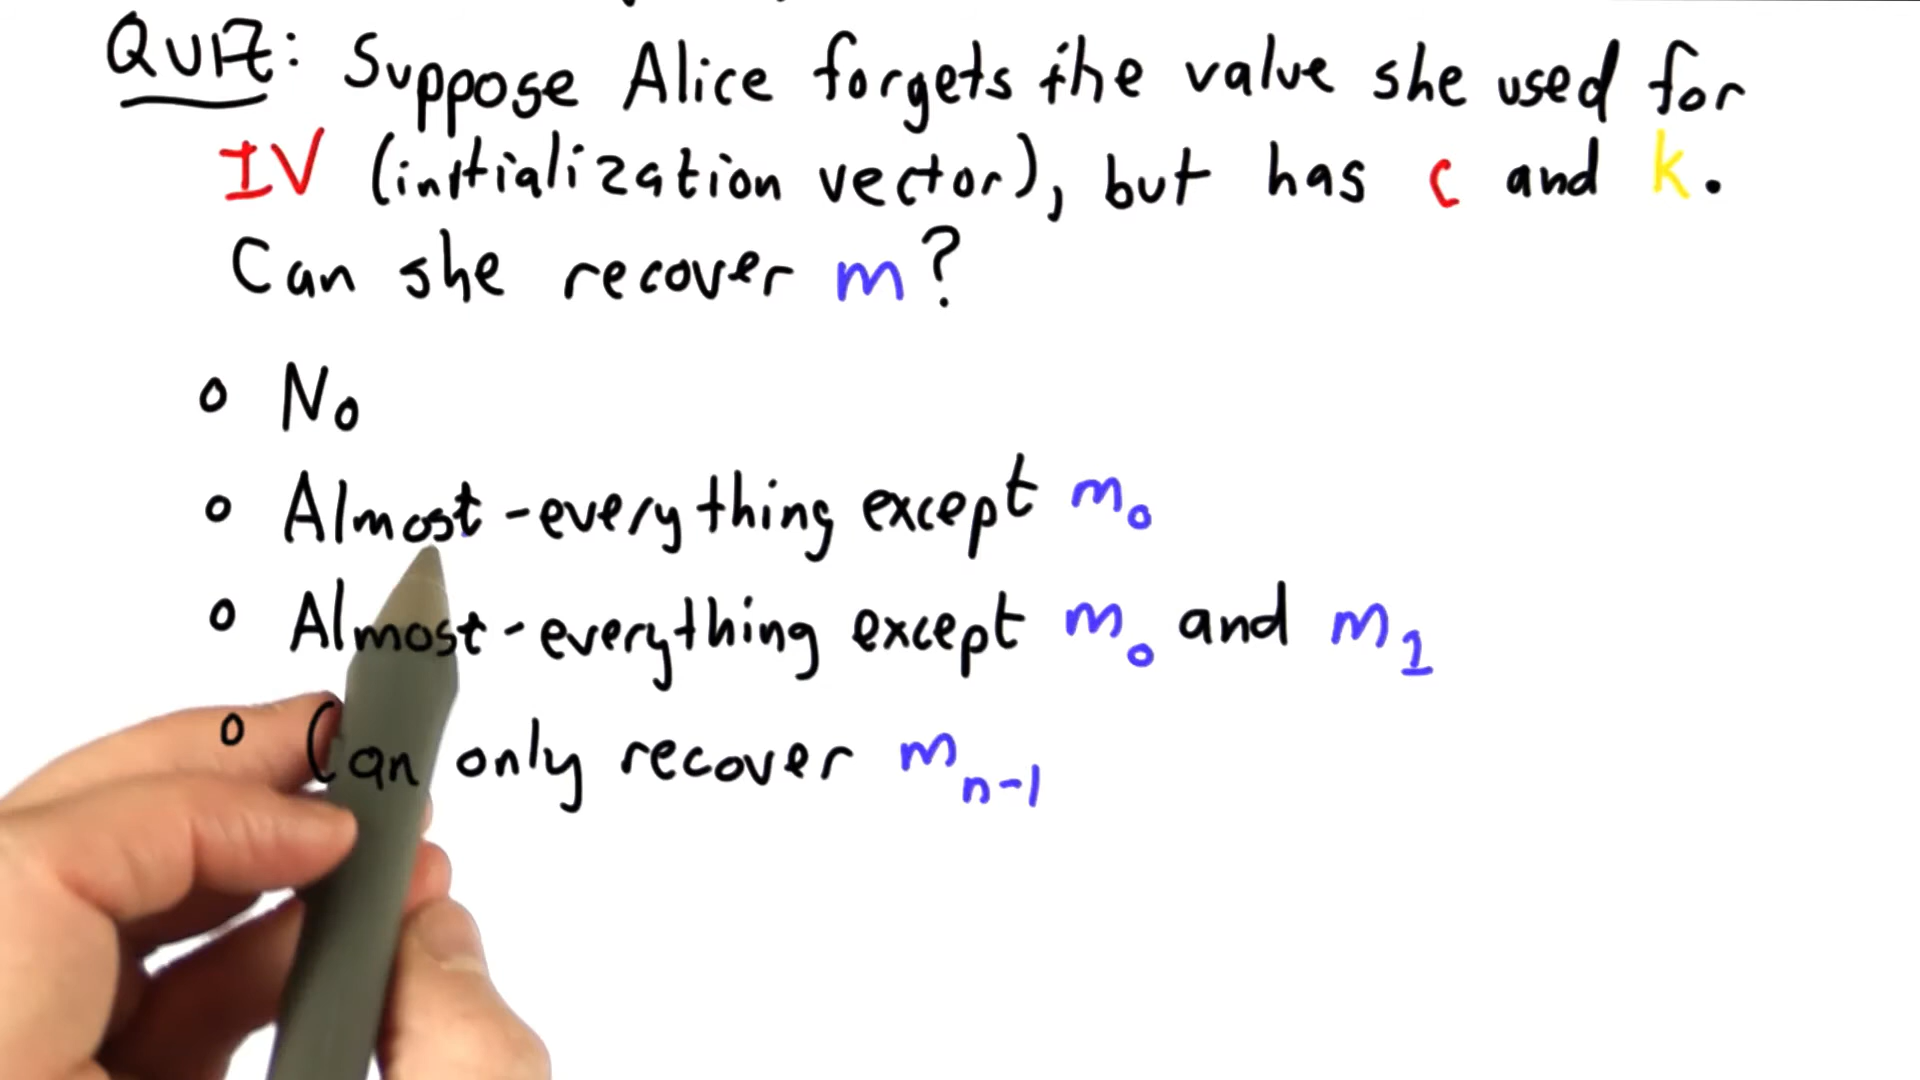 QUIZ: Suppose Alice forgets the value she used for
IV (initialization vector), but has c and k.
Can she recover m?
o No
o Almost - everything except m₀
o Almost - everything except m₀ and m₁
o Can only recover mₙ₋₁